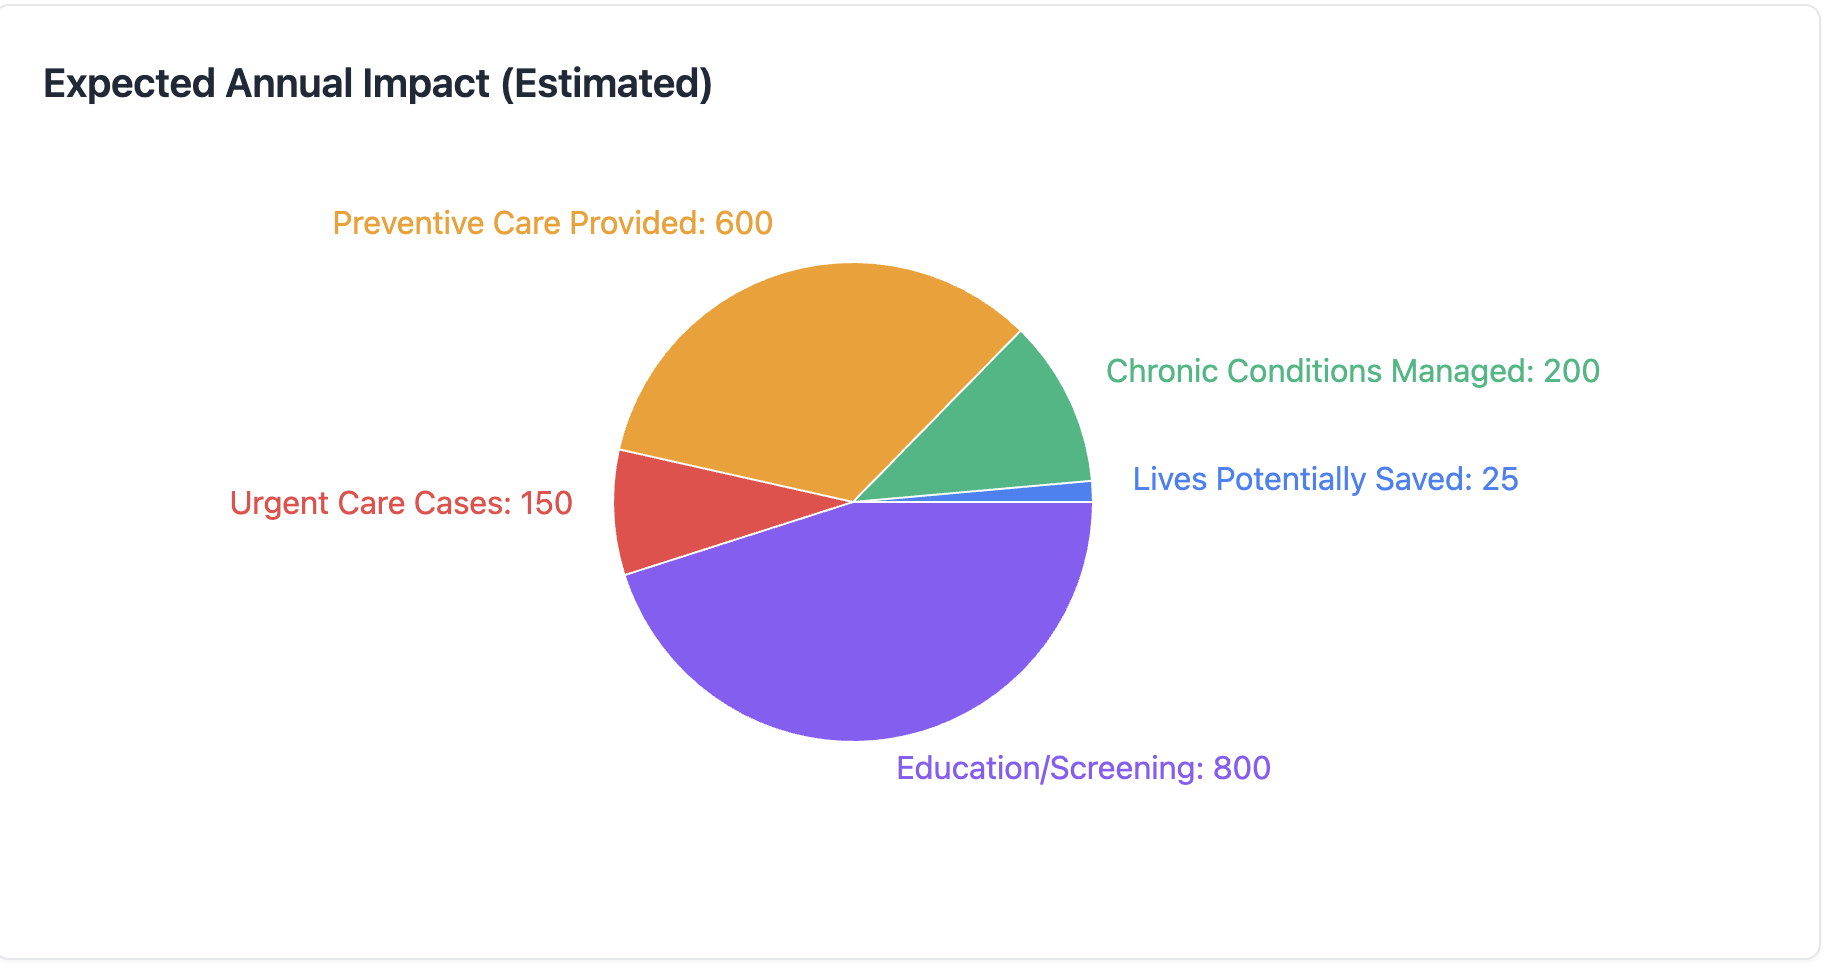 Expected Annual Impact (Estimated)
Preventive Care Provided: 600
Chronic Conditions Managed: 200
Lives Potentially Saved: 25
Urgent Care Cases: 150
Education/Screening: 800